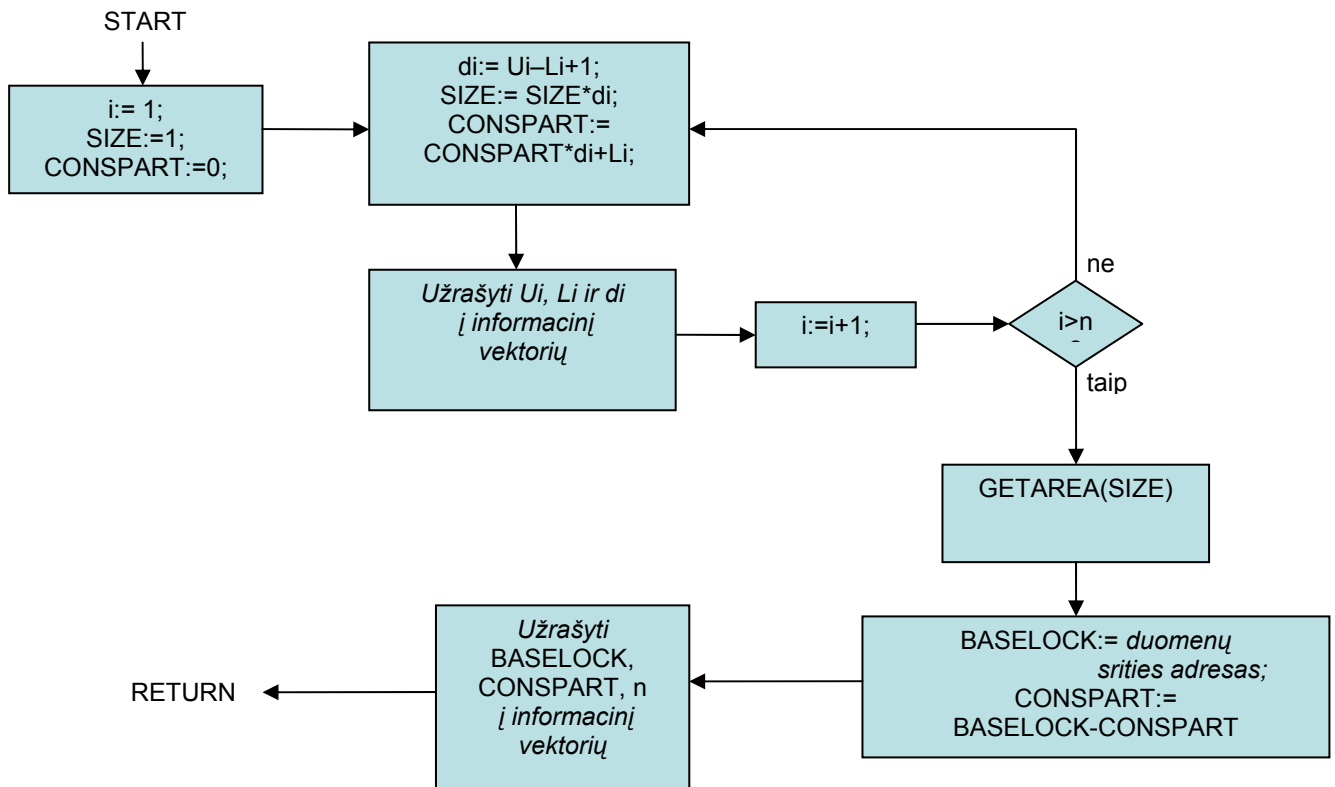 START
i:= 1;
SIZE:=1;
CONSPART:=0;
di:= Ui–Li+1;
SIZE:= SIZE*di;
CONSPART:=
CONSPART*di+Li;
Užrašyti Ui, Li ir di
į informacinį
vektorių
i:=i+1;
ne
i>n
taip
GETAREA(SIZE)
BASELOCK:= duomenų
srities adresas;
CONSPART:=
BASELOCK-CONSPART
Užrašyti
BASELOCK,
CONSPART, n
į informacinį
vektorių
RETURN